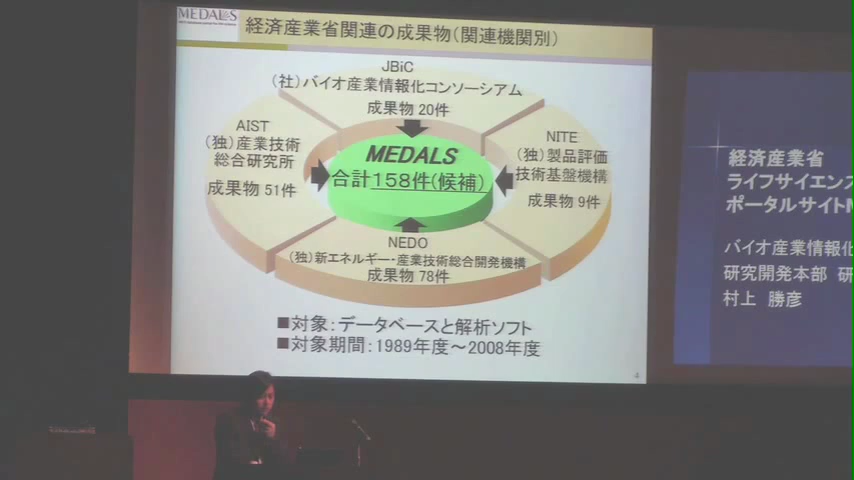 MEDALS
経済産業省関連の成果物(関連機関別)
JBiC
(社)バイオ産業情報化コンソーシアム
成果物 20件
AIST
(独)産業技術
総合研究所
成果物 51件
NITE
(独)製品評価
技術基盤機構
成果物 9件
MEDALS
合計158件(候補)
NEDO
(独)新エネルギー・産業技術総合開発機構
成果物 78件
■対象:データベースと解析ソフト
■対象期間:1989年度~2008年度
4
経済産業省
ライフサイエンス
ポータルサイトM
バイオ産業情報化
研究開発本部 研
村上 勝彦